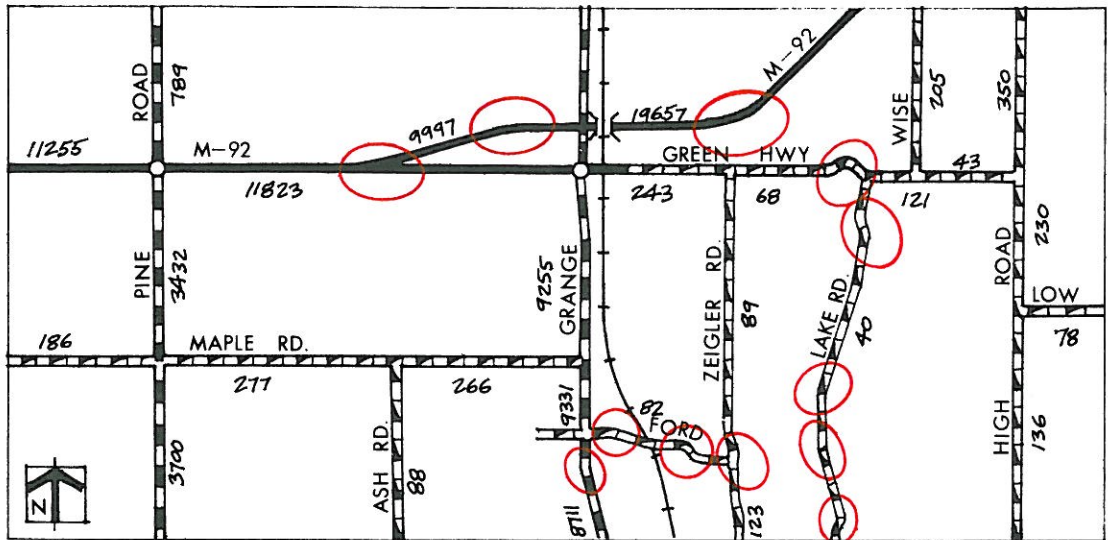 M-92
ROAD
789
9997
19657
WISE
205
350
11255
M-92
GREEN HWY
43
11823
243
68
121
PINE
3432
9255
GRANGE
ZEIGLER RD.
89
LAKE RD.
40
ROAD
230
LOW
78
186
MAPLE RD.
277
266
9331
82
FORD
HIGH
136
3700
ASH RD.
88
8711
123
N